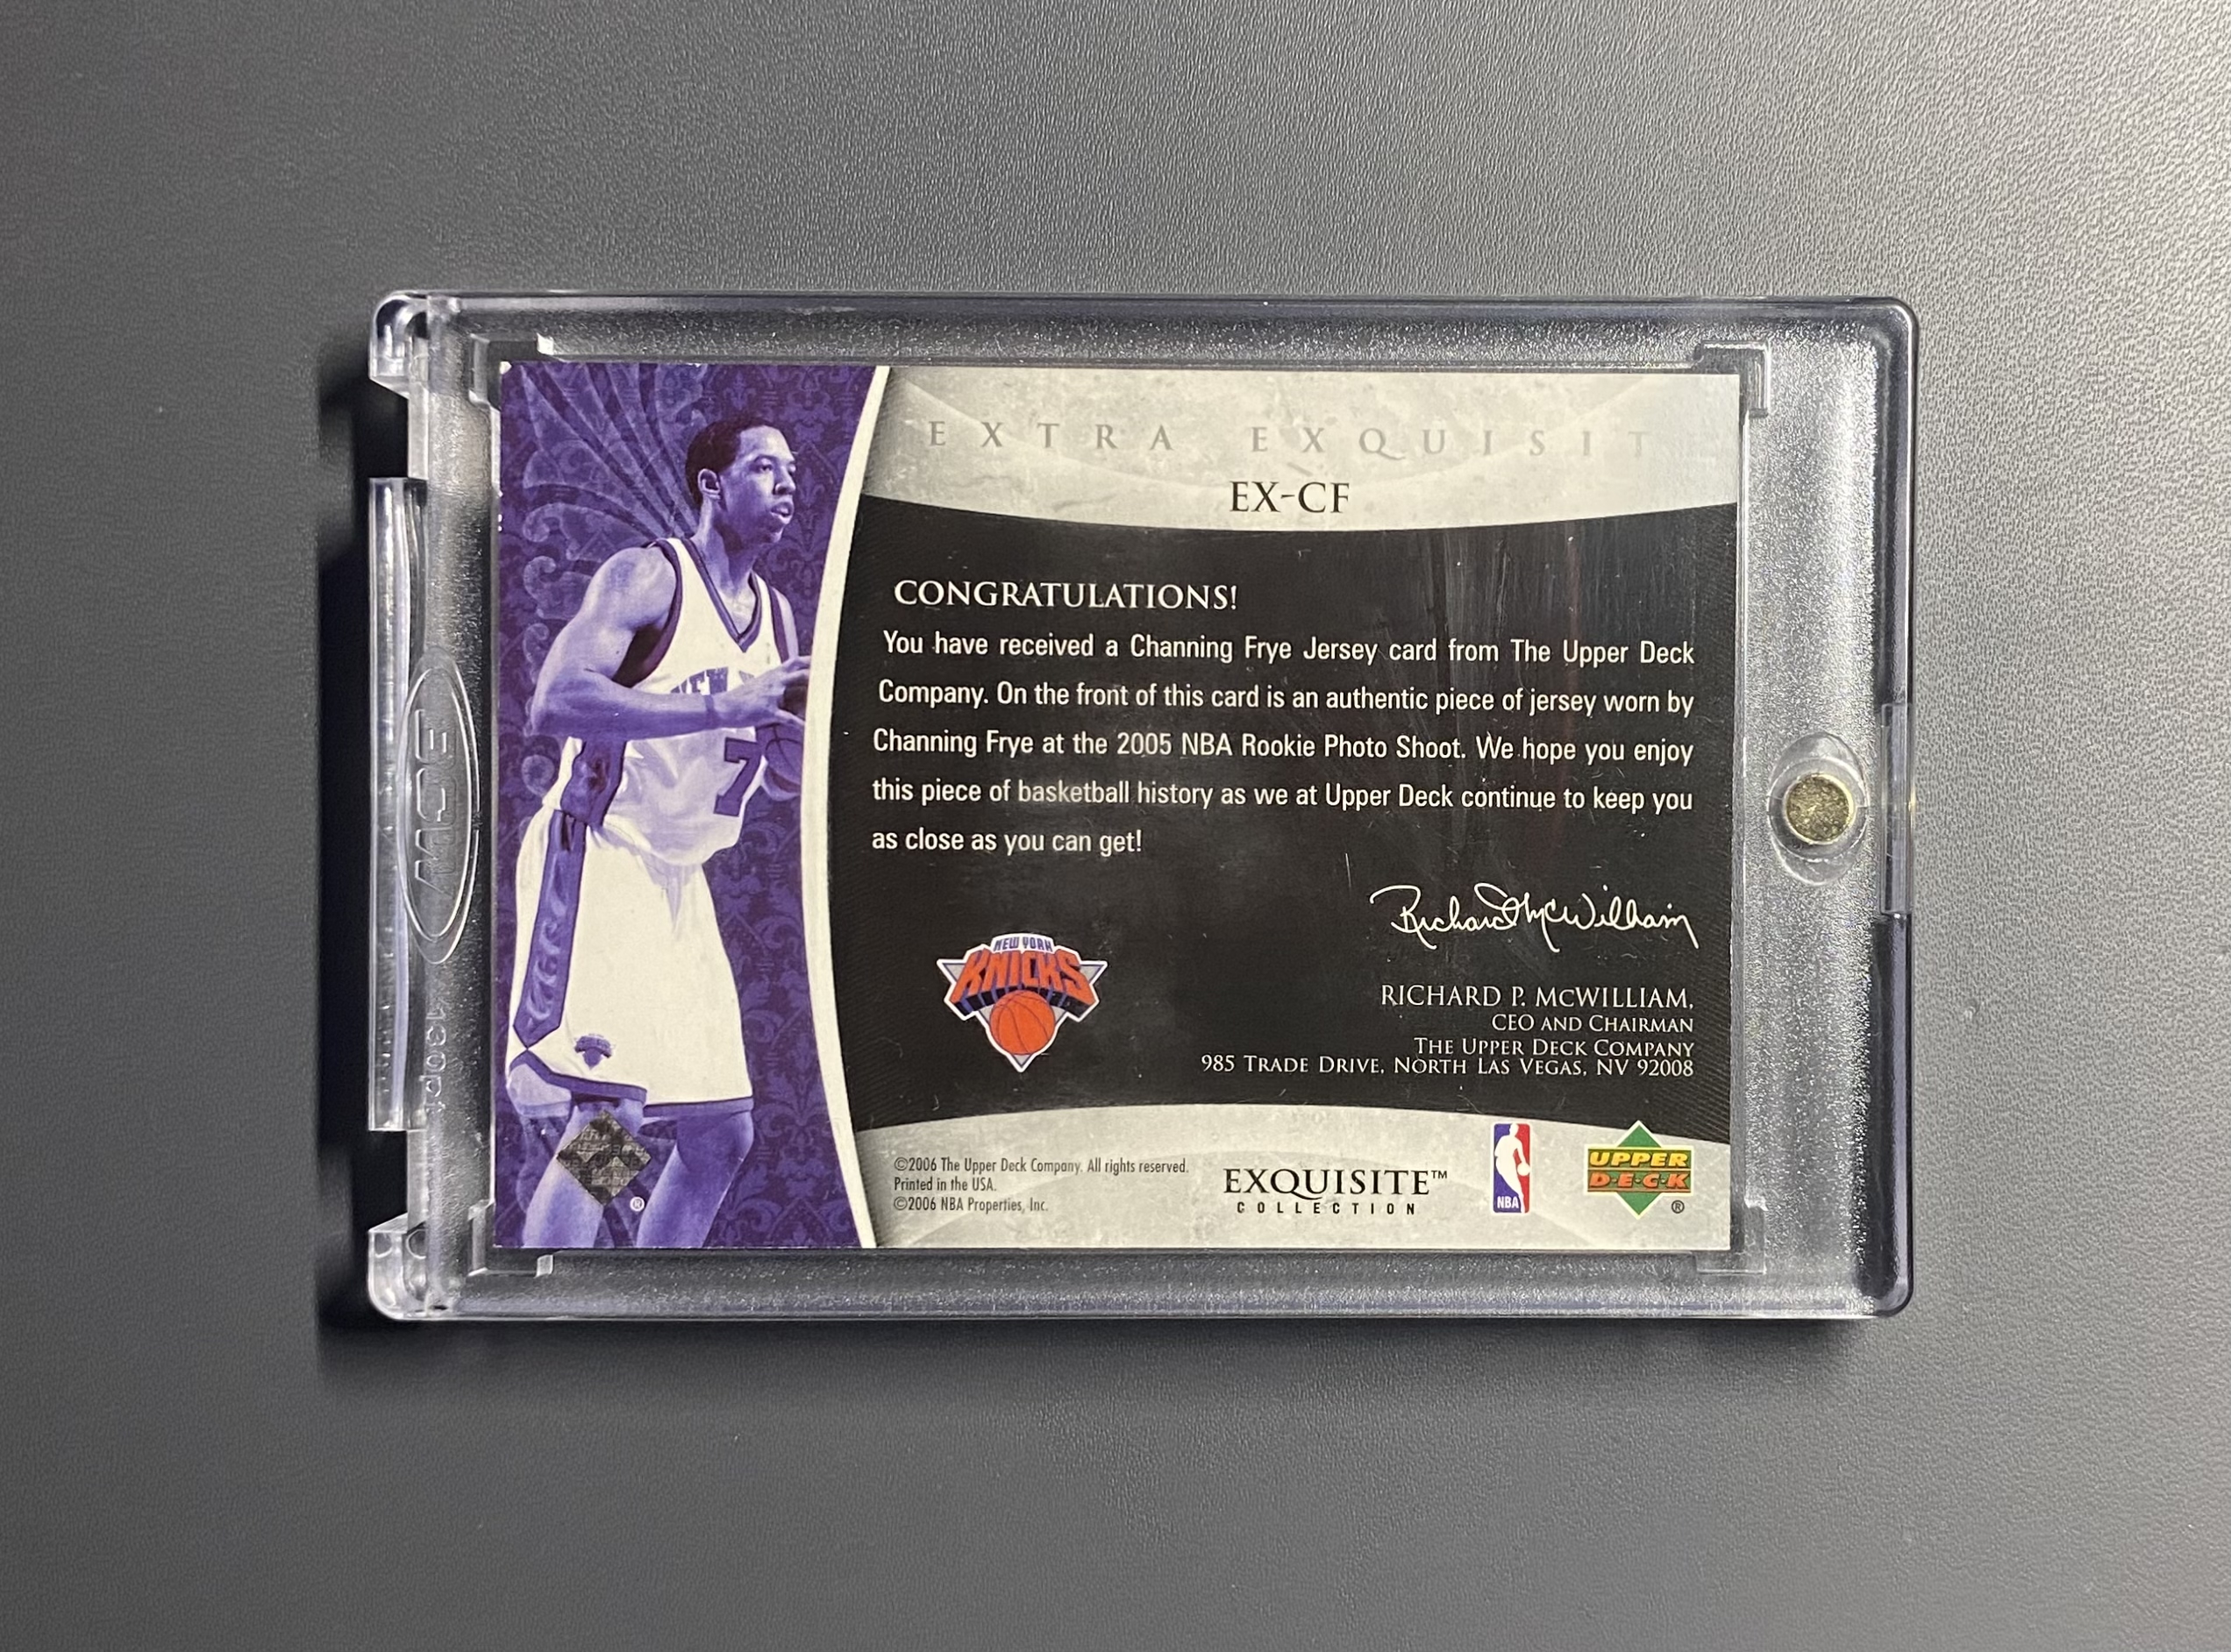 EXTRA EXQUISIT
EX-CF
CONGRATULATIONS!
You have received a Channing Frye Jersey card from The Upper Deck
Company. On the front of this card is an authentic piece of jersey worn by
Channing Frye at the 2005 NBA Rookie Photo Shoot. We hope you enjoy
this piece of basketball history as we at Upper Deck continue to keep you
as close as you can get!
Richard McWilliam
RICHARD P. MCWILLIAM,
CEO AND CHAIRMAN
THE UPPER DECK COMPANY
985 TRADE DRIVE, NORTH LAS VEGAS, NV 92008
NEW YORK
KNICKS
7
©2006 The Upper Deck Company. All rights reserved.
Printed in the USA.
©2006 NBA Properties, Inc.
EXQUISITE™
COLLECTION
NBA
UPPER
D·E·C·K
®
®
130pt